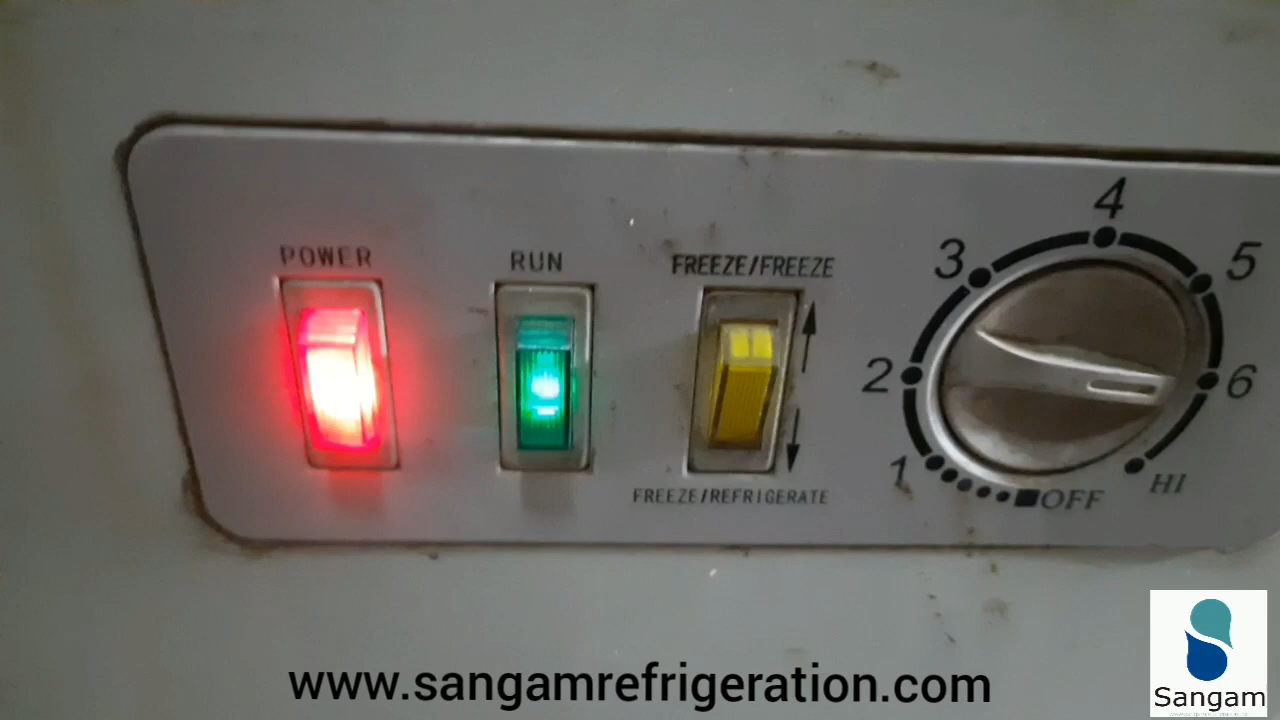 POWER
RUN
FREEZE/FREEZE
FREEZE/REFRIGERATE
1
2
3
4
5
6
HI
OFF
www.sangamrefrigeration.com
Sangam